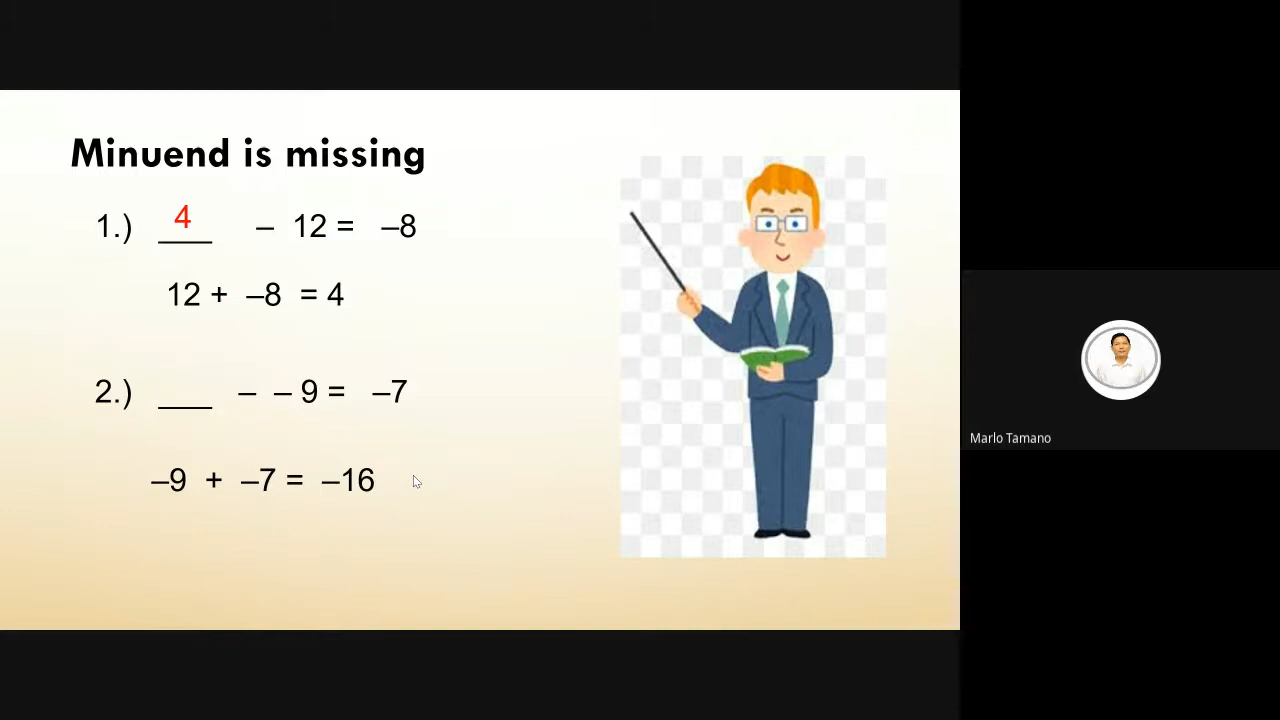 Minuend is missing
1.) 4 – 12 = –8
12 + –8 = 4
2.) ___ – – 9 = –7
–9 + –7 = –16
Marlo Tamano